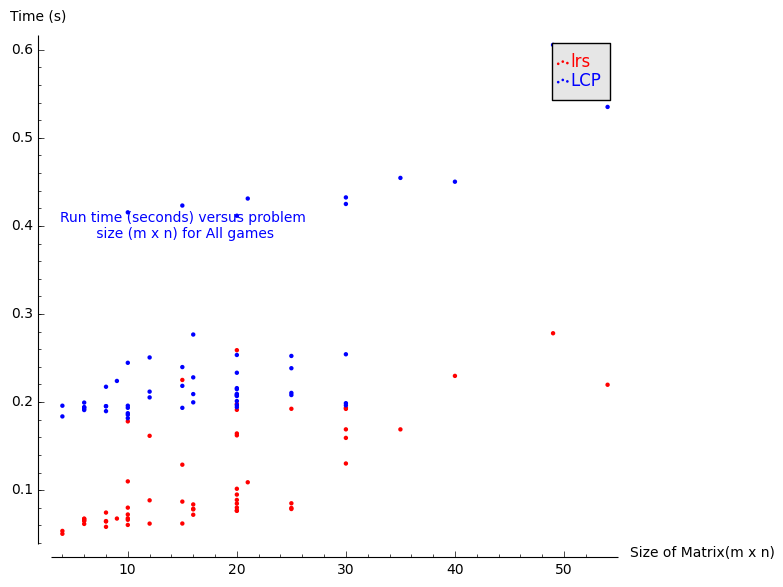 Time (s)
0.6
lrs
LCP
0.5
Run time (seconds) versus problem
size (m x n) for All games
0.4
0.3
0.2
0.1
Size of Matrix(m x n)
10 20 30 40 50